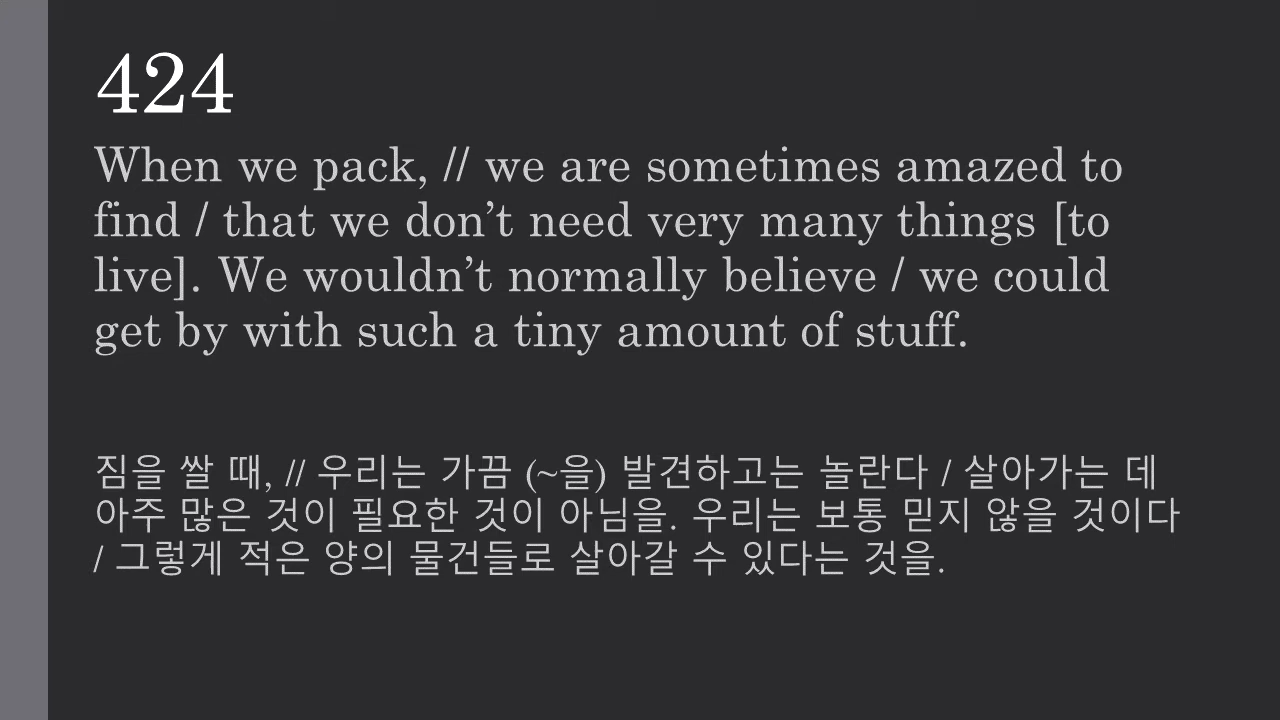 424
When we pack, // we are sometimes amazed to
find / that we don’t need very many things [to
live]. We wouldn’t normally believe / we could
get by with such a tiny amount of stuff.
짐을 쌀 때, // 우리는 가끔 (~을) 발견하고는 놀란다 / 살아가는 데
아주 많은 것이 필요한 것이 아님을. 우리는 보통 믿지 않을 것이다
/ 그렇게 적은 양의 물건들로 살아갈 수 있다는 것을.